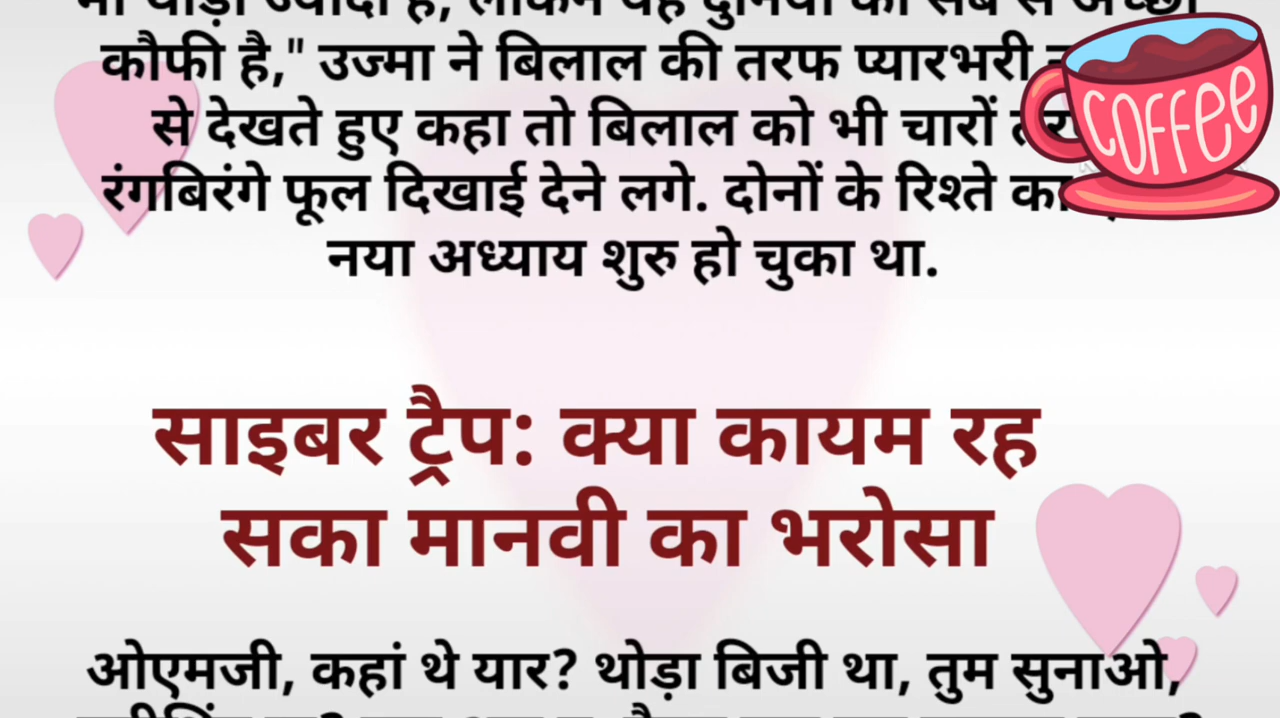 कौफी है," उज्मा ने बिलाल की तरफ प्यारभरी
COFFEE
से देखते हुए कहा तो बिलाल को भी चारों
रंगबिरंगे फूल दिखाई देने लगे. दोनों के रिश्ते का
नया अध्याय शुरु हो चुका था.
साइबर ट्रैप: क्या कायम रह
सका मानवी का भरोसा
ओएमजी, कहां थे यार? थोड़ा बिजी था, तुम सुनाओ,